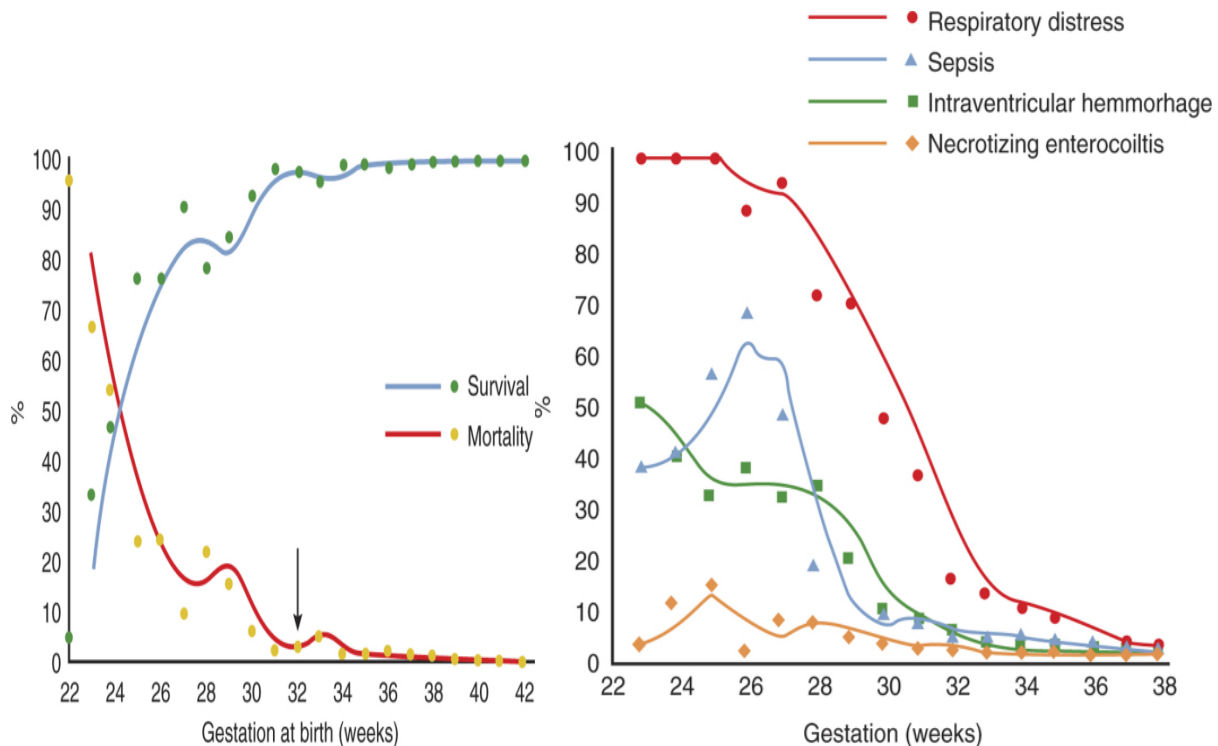 100
90
80
70
60
50
40
30
20
10
0
%
22 24 26 28 30 32 34 36 38 40 42
Gestation at birth (weeks)
Survival
Mortality
Respiratory distress
Sepsis
Intraventricular hemmorhage
Necrotizing enterocoiltis
100
90
80
70
60
50
40
30
20
10
0
%
22 24 26 28 30 32 34 36 38
Gestation (weeks)